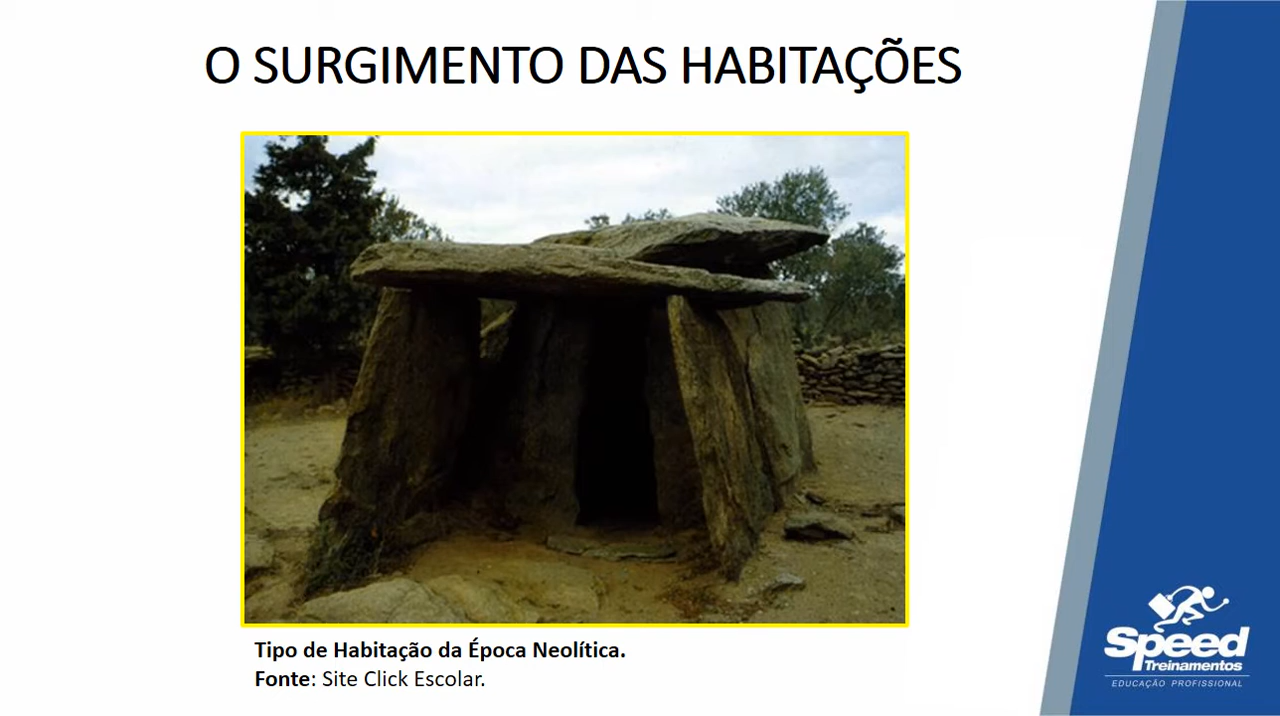 O SURGIMENTO DAS HABITAÇÕES
Tipo de Habitação da Época Neolítica.
Fonte: Site Click Escolar.
Speed
Treinamentos
EDUCAÇÃO PROFISSIONAL